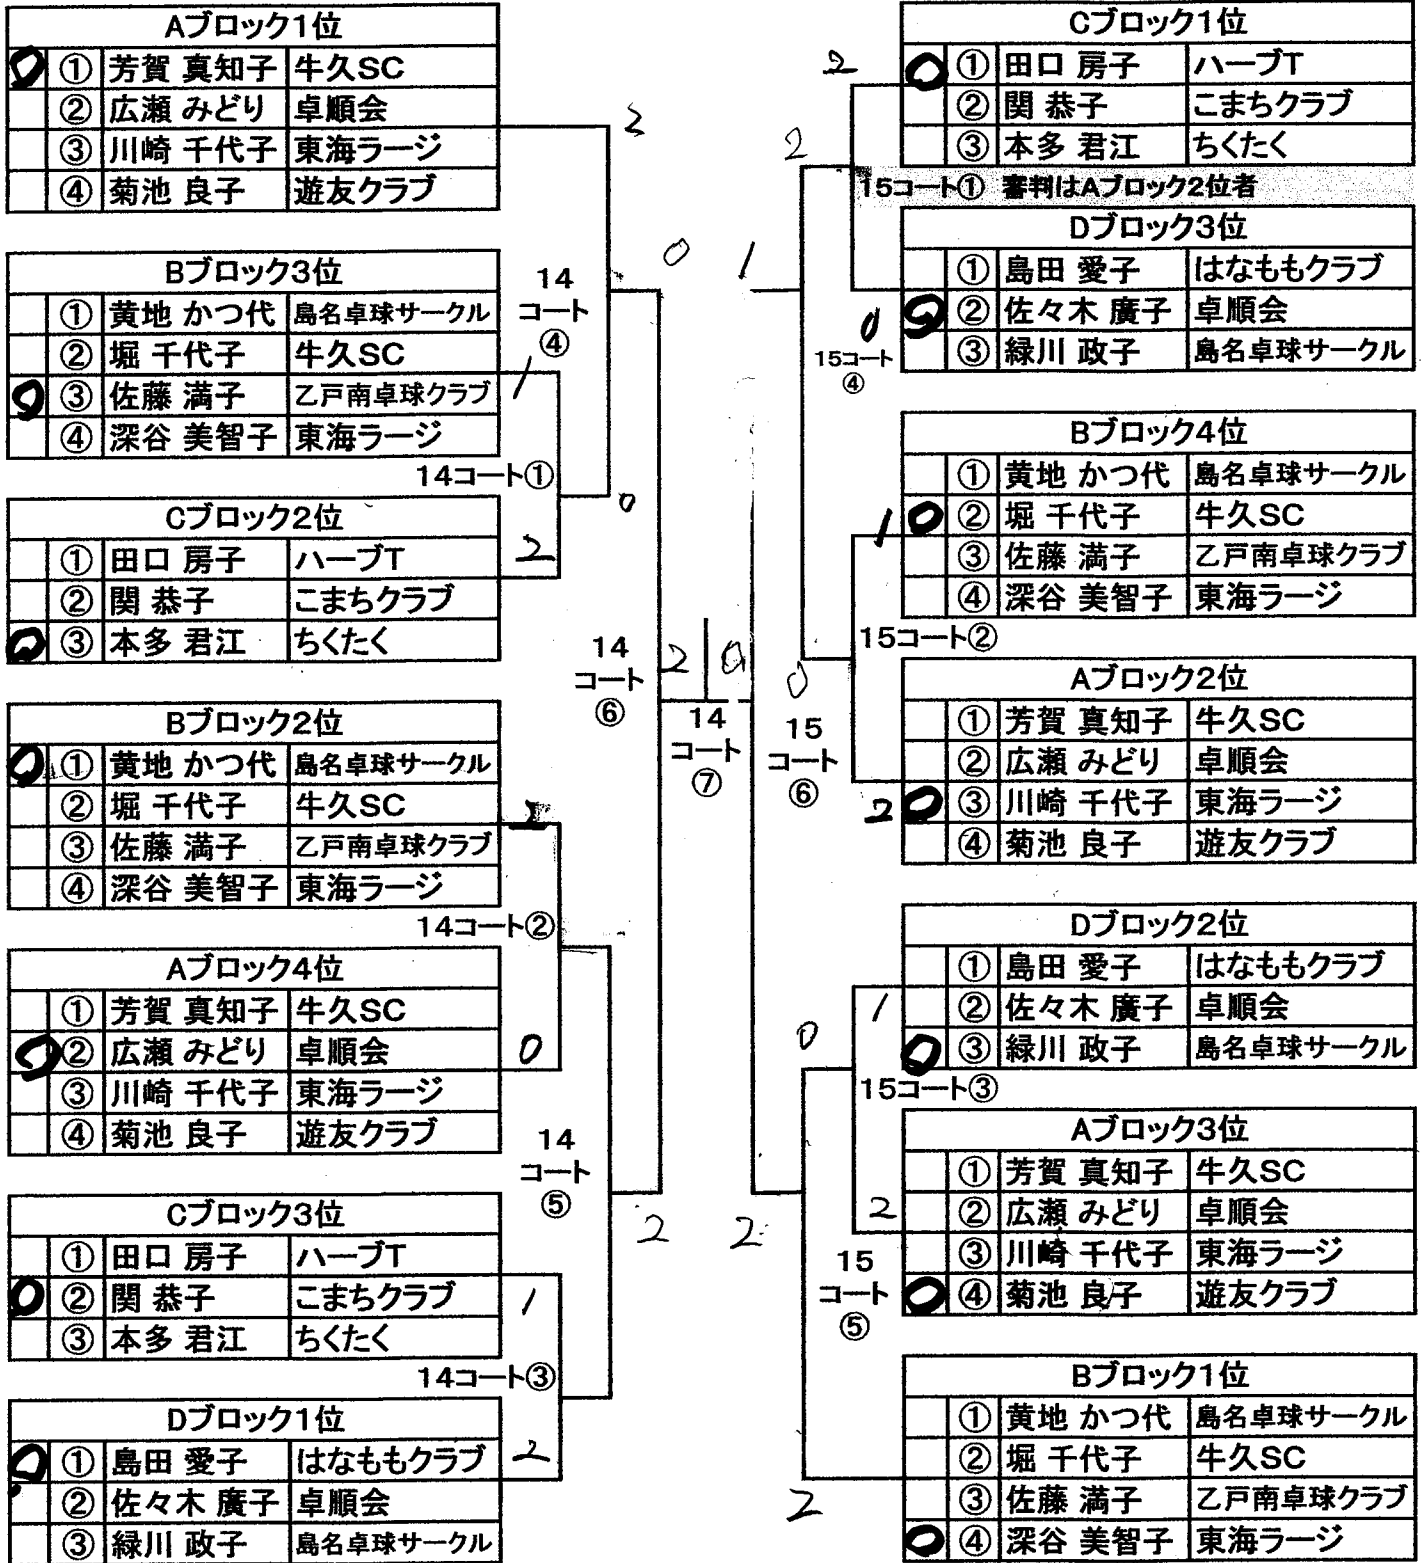 Aブロック1位
① 芳賀 真知子 牛久SC
② 広瀬 みどり 卓順会
③ 川崎 千代子 東海ラージ
④ 菊池 良子 遊友クラブ
2
Bブロック3位
① 黄地 かつ代 島名卓球サークル
② 堀 千代子 牛久SC
③ 佐藤 満子 乙戸南卓球クラブ
④ 深谷 美智子 東海ラージ
1
14コート①
14
コート
④
0
0
Cブロック2位
① 田口 房子 ハーブT
② 関 恭子 こまちクラブ
③ 本多 君江 ちくたく
2
14
コート
⑥
Bブロック2位
① 黄地 かつ代 島名卓球サークル
② 堀 千代子 牛久SC
③ 佐藤 満子 乙戸南卓球クラブ
④ 深谷 美智子 東海ラージ
14コート②
Aブロック4位
① 芳賀 真知子 牛久SC
② 広瀬 みどり 卓順会
③ 川崎 千代子 東海ラージ
④ 菊池 良子 遊友クラブ
0
14
コート
⑤
2
Cブロック3位
① 田口 房子 ハーブT
② 関 恭子 こまちクラブ
③ 本多 君江 ちくたく
1
14コート③
Dブロック1位
① 島田 愛子 はなももクラブ
② 佐々木 廣子 卓順会
③ 緑川 政子 島名卓球サークル
2
2 0
14
コート
⑦
Cブロック1位
① 田口 房子 ハーブT
② 関 恭子 こまちクラブ
③ 本多 君江 ちくたく
2
2
15コート① 審判はAブロック2位者
Dブロック3位
① 島田 愛子 はなももクラブ
② 佐々木 廣子 卓順会
③ 緑川 政子 島名卓球サークル
1
0
15コート
④
Bブロック4位
① 黄地 かつ代 島名卓球サークル
② 堀 千代子 牛久SC
③ 佐藤 満子 乙戸南卓球クラブ
④ 深谷 美智子 東海ラージ
1
15コート②
0
15
コート
⑥
Aブロック2位
① 芳賀 真知子 牛久SC
② 広瀬 みどり 卓順会
③ 川崎 千代子 東海ラージ
④ 菊池 良子 遊友クラブ
2
Dブロック2位
① 島田 愛子 はなももクラブ
② 佐々木 廣子 卓順会
③ 緑川 政子 島名卓球サークル
1
0
15コート③
Aブロック3位
① 芳賀 真知子 牛久SC
② 広瀬 みどり 卓順会
③ 川崎 千代子 東海ラージ
④ 菊池 良子 遊友クラブ
2
2
15
コート
⑤
Bブロック1位
① 黄地 かつ代 島名卓球サークル
② 堀 千代子 牛久SC
③ 佐藤 満子 乙戸南卓球クラブ
④ 深谷 美智子 東海ラージ
2